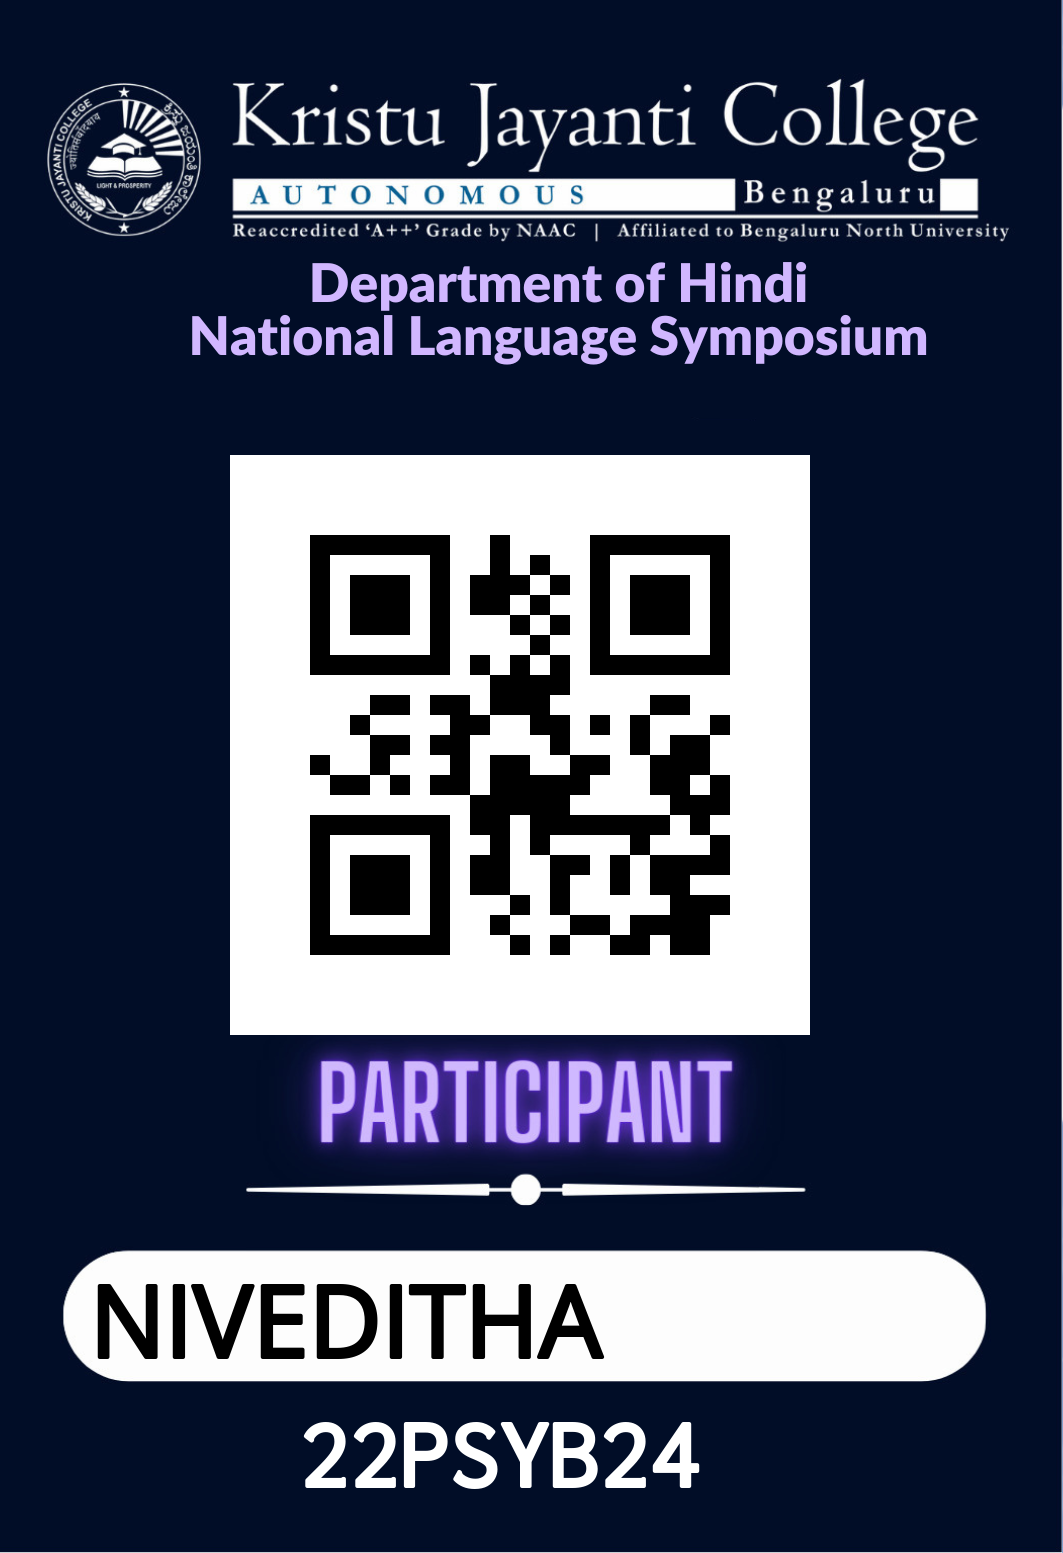 KRISTU JAYANTI COLLEGE
ಕ್ರಿಸ್ತು ಜಯಂತಿ ಕಾಲೇಜು
LIGHT & PROSPERITY
Kristu Jayanti College
AUTONOMOUS Bengaluru
Reaccredited ‘A++’ Grade by NAAC | Affiliated to Bengaluru North University
Department of Hindi
National Language Symposium
PARTICIPANT
NIVEDITHA
22PSYB24